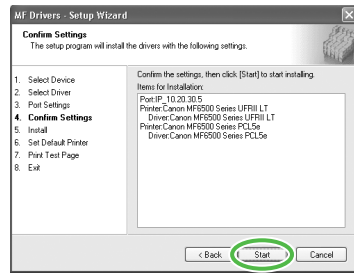 MF Drivers - Setup Wizard
Confirm Settings
The setup program will install the drivers with the following settings.
1. Select Device
2. Select Driver
3. Port Settings
4. Confirm Settings
5. Install
6. Set Default Printer
7. Print Test Page
8. Exit
Confirm the settings, then click [Start] to start installing.
Items for Installation:
Port:IP_10.20.30.5
Printer:Canon MF6500 Series UFRII LT
Driver:Canon MF6500 Series UFRII LT
Printer:Canon MF6500 Series PCL5e
Driver:Canon MF6500 Series PCL5e
< Back
Start
Cancel